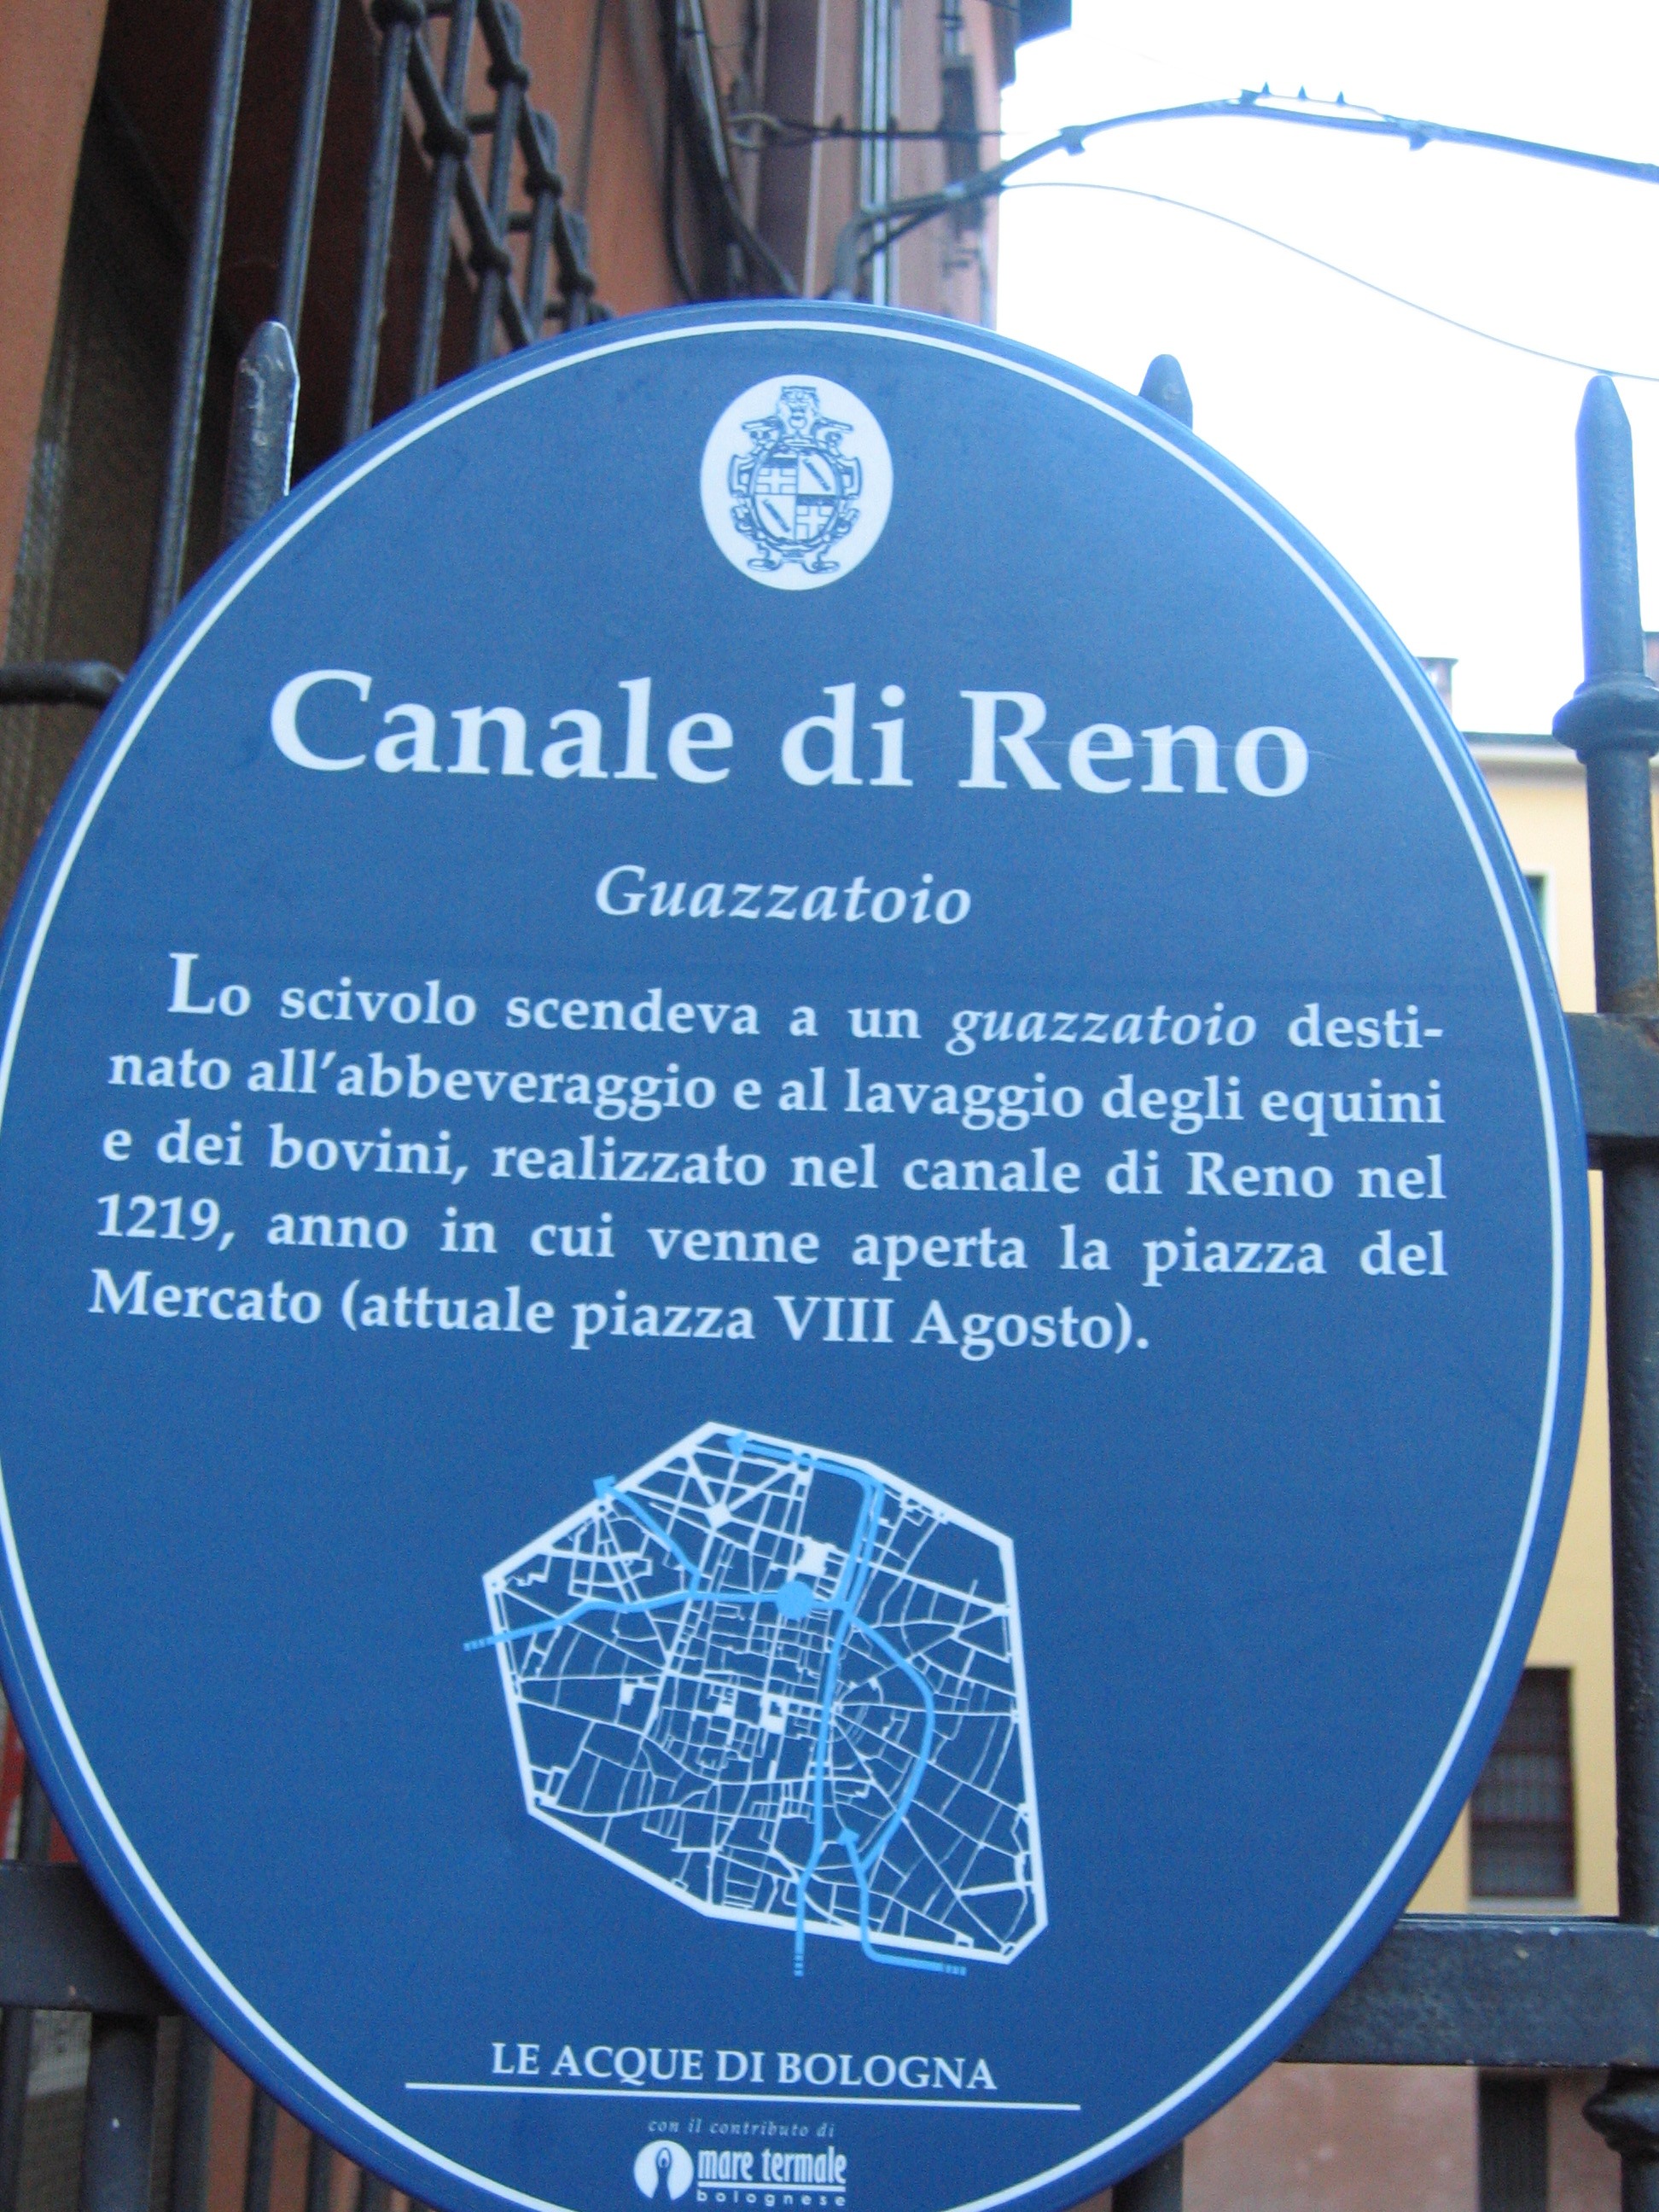 Canale di Reno
Guazzatoio
Lo scivolo scendeva a un guazzatoio desti-
nato all'abbeveraggio e al lavaggio degli equini
e dei bovini, realizzato nel canale di Reno nel
1219, anno in cui venne aperta la piazza del
Mercato (attuale piazza VIII Agosto).
LE ACQUE DI BOLOGNA
con il contributo di
mare termale
bolognese